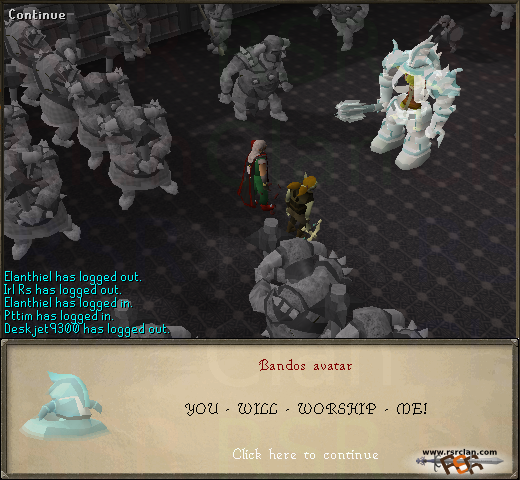 Continue
Elanthiel has logged out.
Irl Rs has logged out.
Elanthiel has logged in.
Pttim has logged in.
Deskjet9300 has logged out.
Bandos avatar
YOU - WILL - WORSHIP - ME!
Click here to continue
www.rsrclan.com
RSR